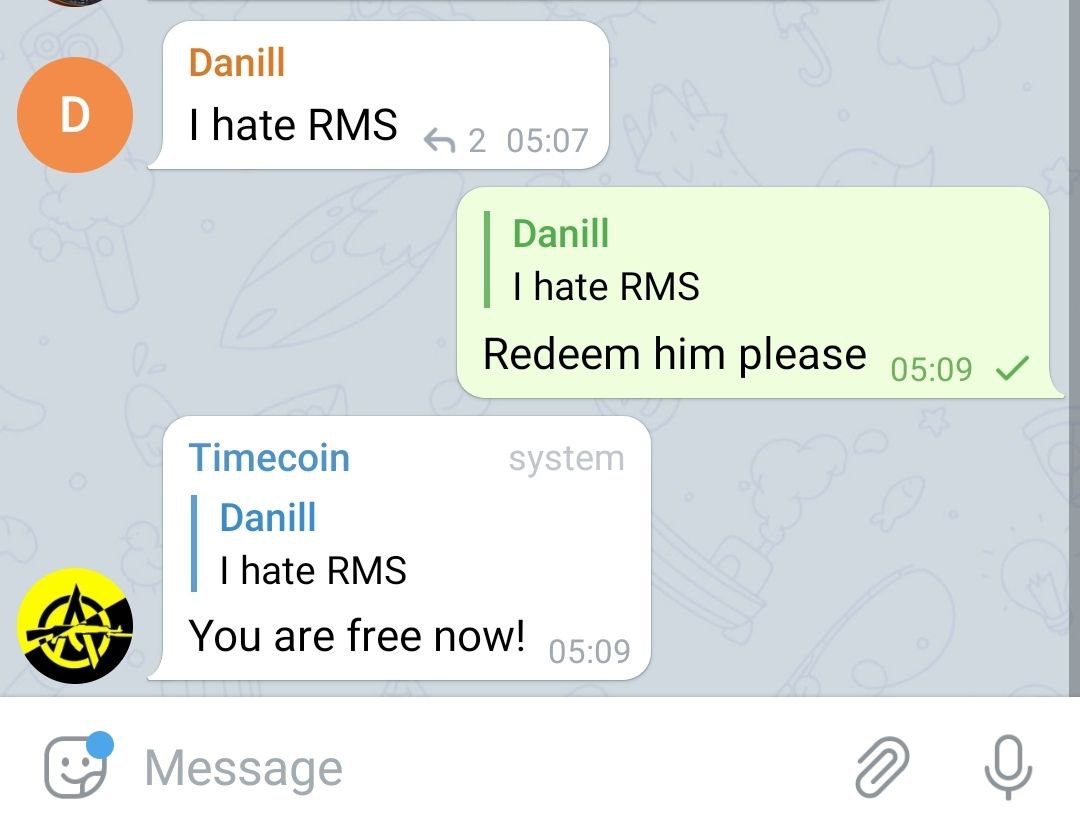 Danill
D
I hate RMS 2 05:07
Danill
I hate RMS
Redeem him please 05:09
Timecoin system
Danill
I hate RMS
You are free now! 05:09
Message